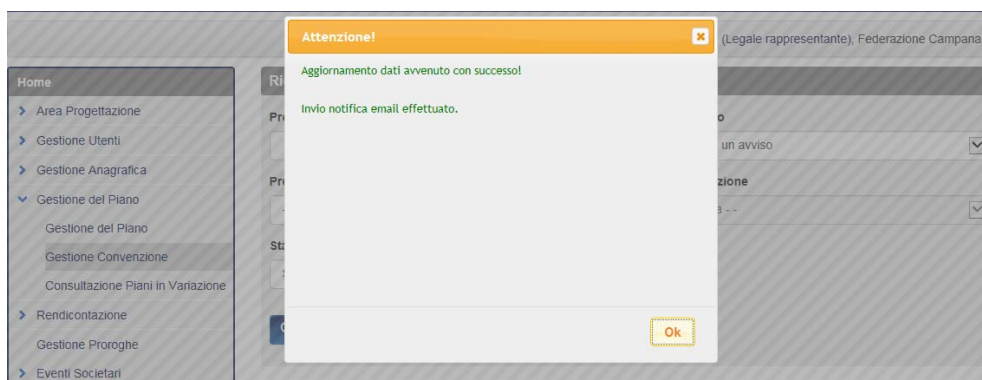 Attenzione!
(Legale rappresentante), Federazione Campana
Aggiornamento dati avvenuto con successo!
Invio notifica email effettuato.
Home
Area Progettazione
Gestione Utenti
Gestione Anagrafica
Gestione del Piano
Gestione del Piano
Gestione Convenzione
Consultazione Piani in Variazione
Rendicontazione
Gestione Proroghe
Eventi Societari
un avviso
Ok